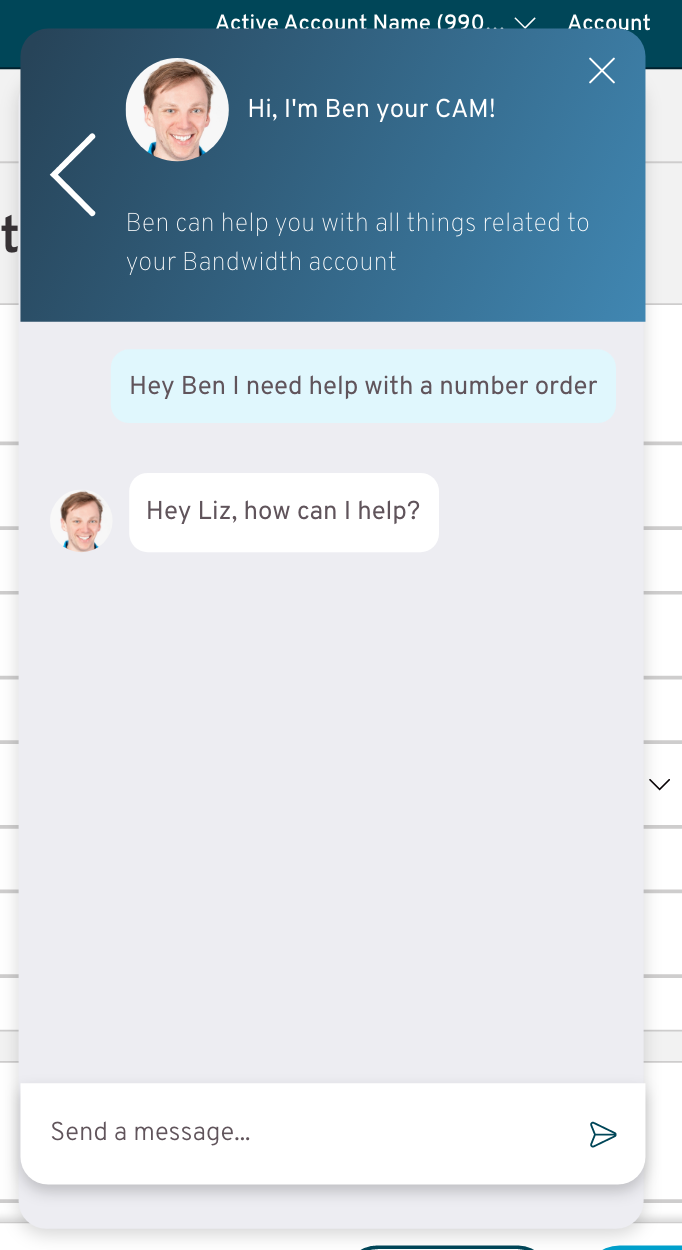 Active Account Name (990... Account
Hi, I'm Ben your CAM!
Ben can help you with all things related to
your Bandwidth account
t
Hey Ben I need help with a number order
Hey Liz, how can I help?
Send a message...